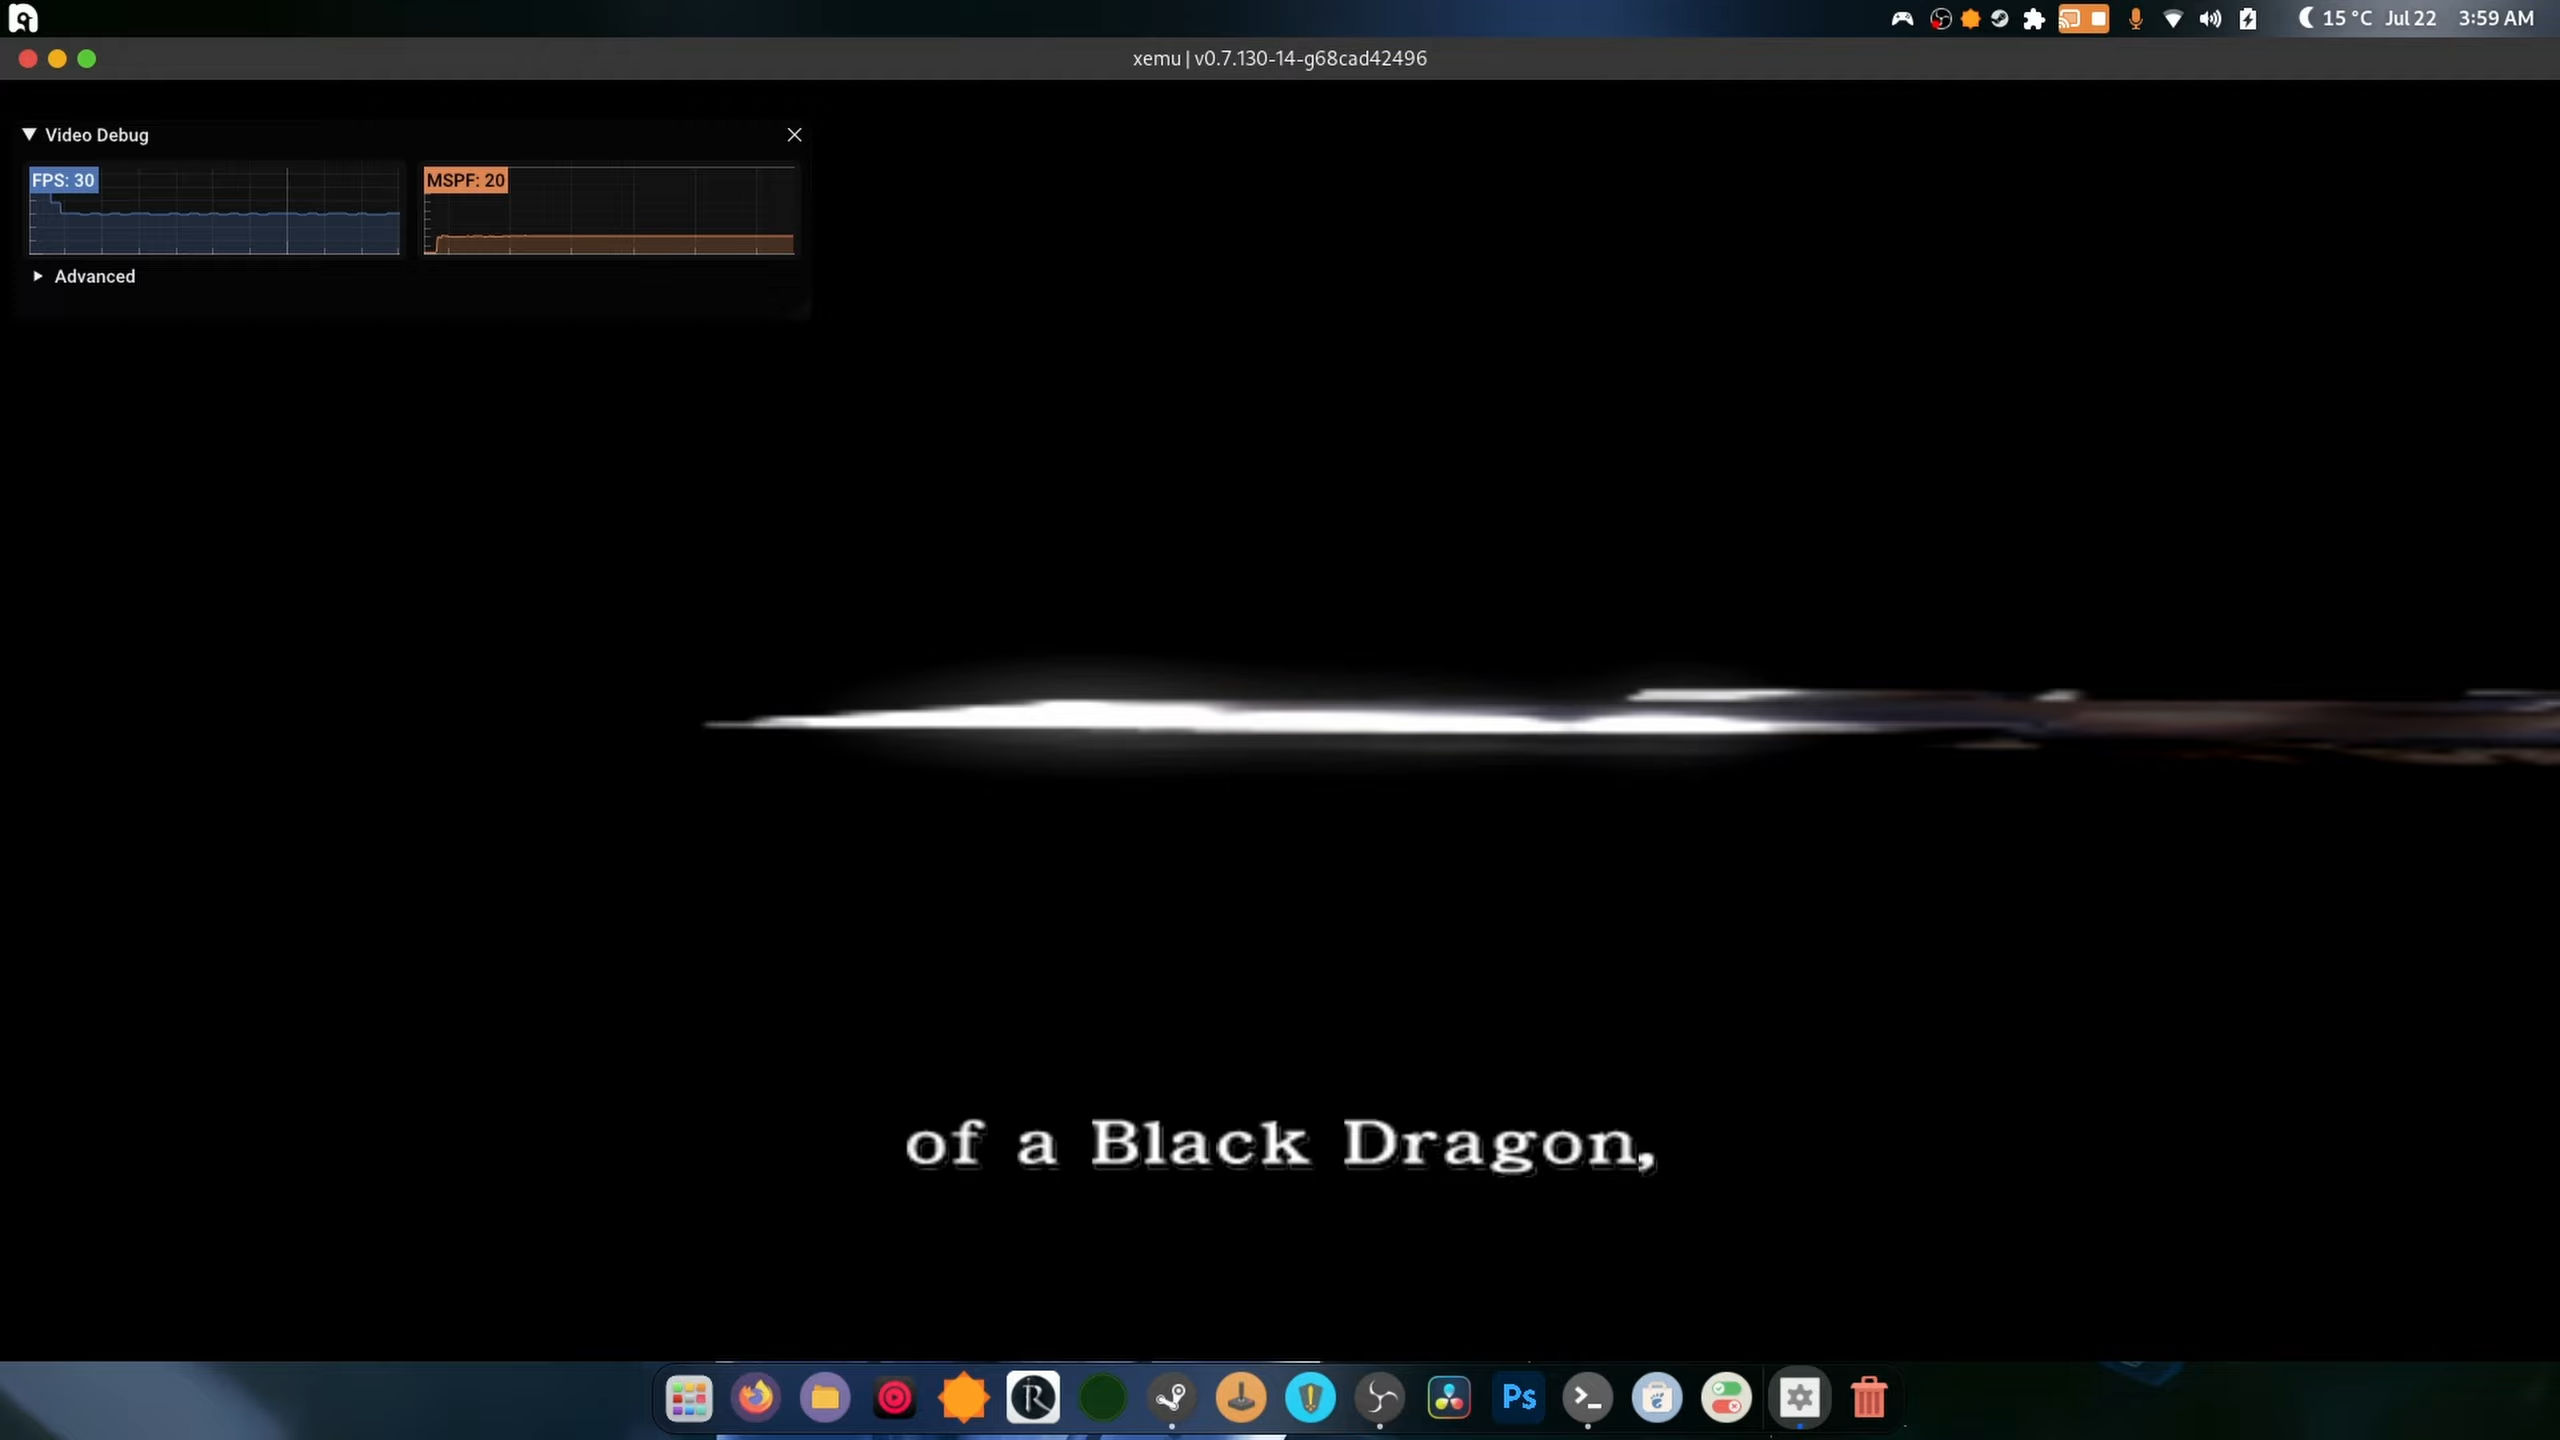 15 °C Jul 22 3:59 AM
xemu | v0.7.130-14-g68cad42496
Video Debug
FPS: 30
MSPF: 20
Advanced
of a Black Dragon,
R
Ps